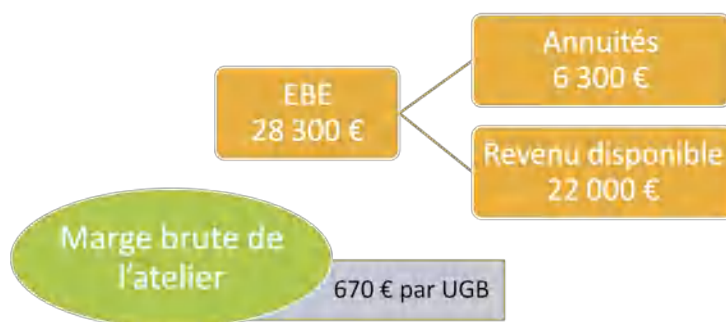 Annuités
6 300 €
EBE
28 300 €
Revenu disponible
22 000 €
Marge brute de
l'atelier
670 € par UGB